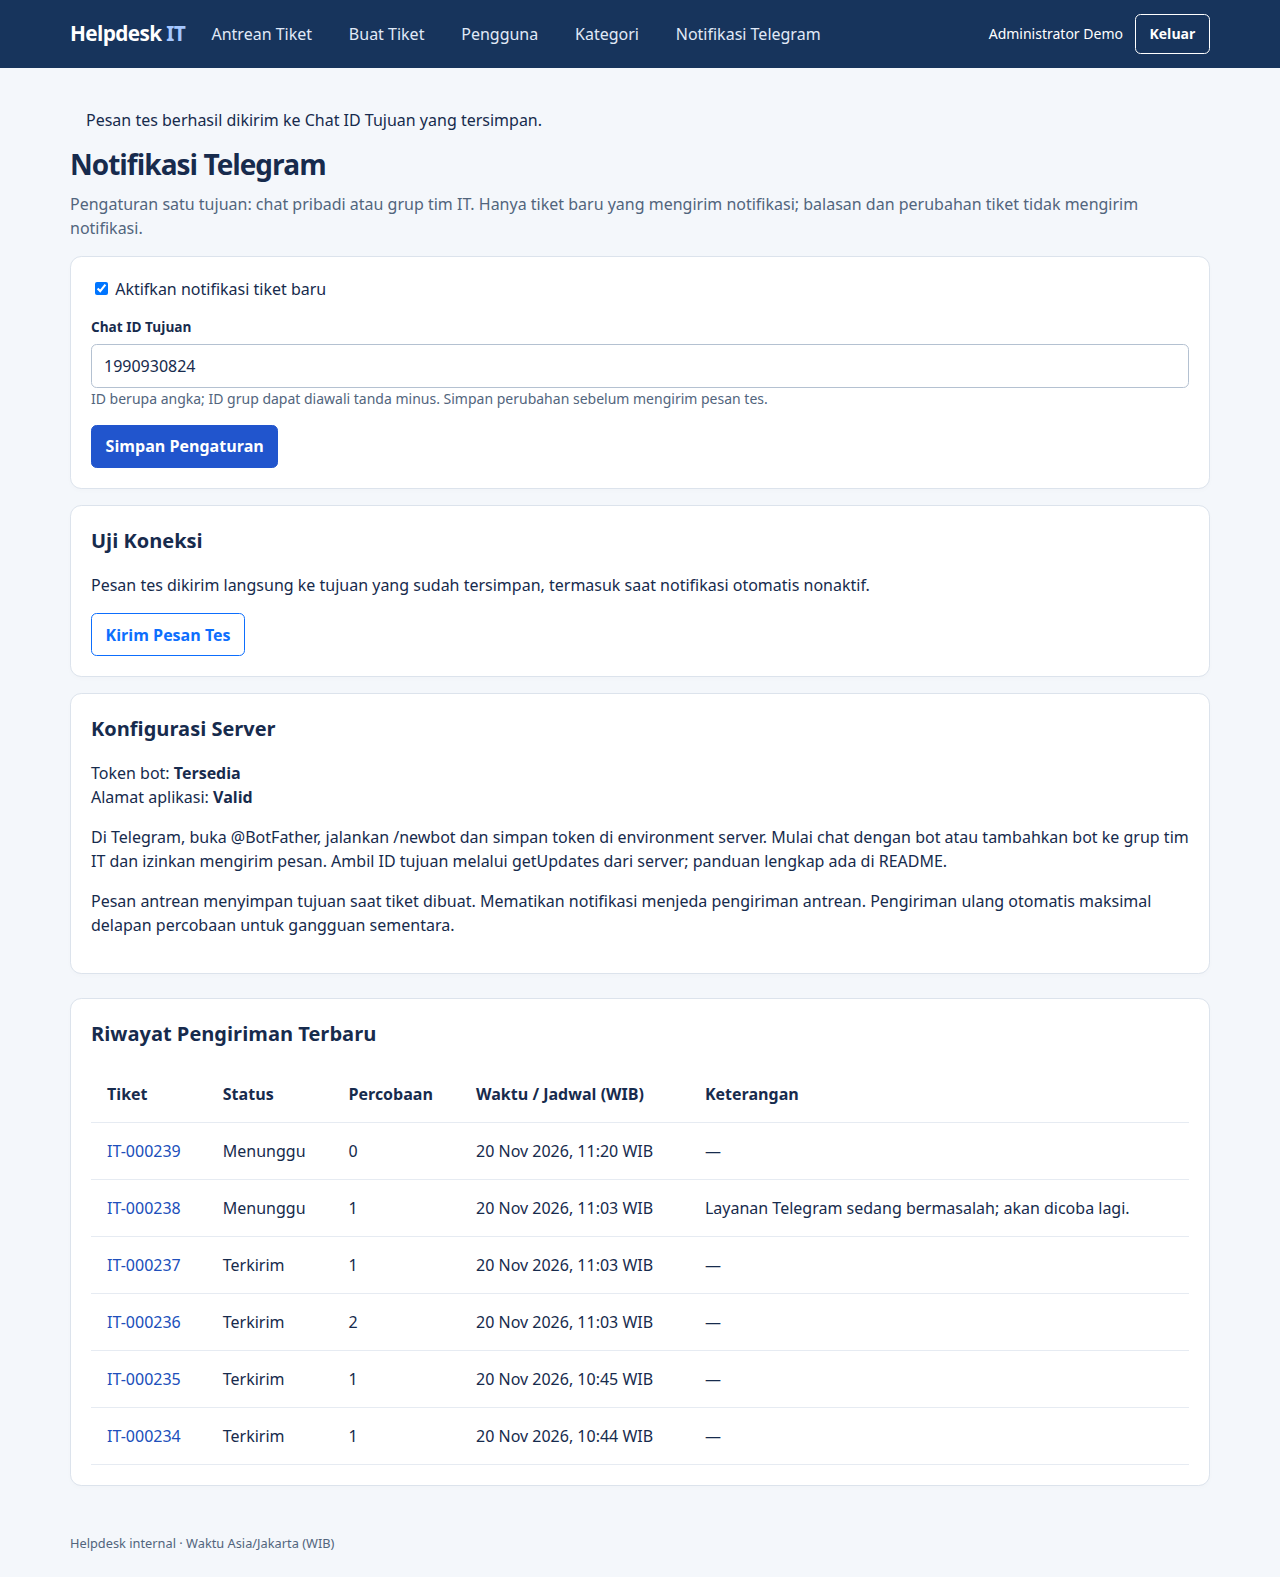 Helpdesk IT Antrean Tiket Buat Tiket Pengguna Kategori Notifikasi Telegram Administrator Demo Keluar
Pesan tes berhasil dikirim ke Chat ID Tujuan yang tersimpan.
Notifikasi Telegram
Pengaturan satu tujuan: chat pribadi atau grup tim IT. Hanya tiket baru yang mengirim notifikasi; balasan dan perubahan tiket tidak mengirim
notifikasi.
Aktifkan notifikasi tiket baru
Chat ID Tujuan
1990930824
ID berupa angka; ID grup dapat diawali tanda minus. Simpan perubahan sebelum mengirim pesan tes.
Simpan Pengaturan
Uji Koneksi
Pesan tes dikirim langsung ke tujuan yang sudah tersimpan, termasuk saat notifikasi otomatis nonaktif.
Kirim Pesan Tes
Konfigurasi Server
Token bot: Tersedia
Alamat aplikasi: Valid
Di Telegram, buka @BotFather, jalankan /newbot dan simpan token di environment server. Mulai chat dengan bot atau tambahkan bot ke grup tim
IT dan izinkan mengirim pesan. Ambil ID tujuan melalui getUpdates dari server; panduan lengkap ada di README.
Pesan antrean menyimpan tujuan saat tiket dibuat. Mematikan notifikasi menjeda pengiriman antrean. Pengiriman ulang otomatis maksimal
delapan percobaan untuk gangguan sementara.
Riwayat Pengiriman Terbaru
Tiket Status Percobaan Waktu / Jadwal (WIB) Keterangan
IT-000239 Menunggu 0 20 Nov 2026, 11:20 WIB —
IT-000238 Menunggu 1 20 Nov 2026, 11:03 WIB Layanan Telegram sedang bermasalah; akan dicoba lagi.
IT-000237 Terkirim 1 20 Nov 2026, 11:03 WIB —
IT-000236 Terkirim 2 20 Nov 2026, 11:03 WIB —
IT-000235 Terkirim 1 20 Nov 2026, 10:45 WIB —
IT-000234 Terkirim 1 20 Nov 2026, 10:44 WIB —
Helpdesk internal · Waktu Asia/Jakarta (WIB)